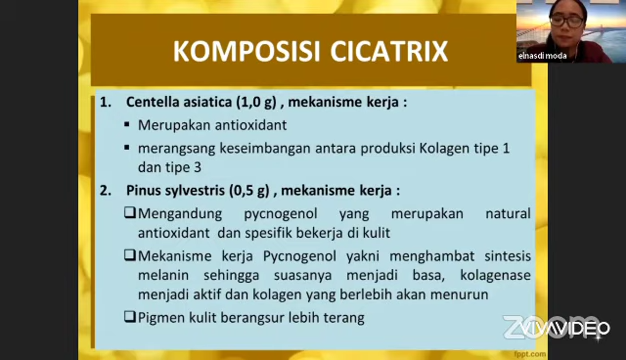 KOMPOSISI CICATRIX
elnasdi moda
1. Centella asiatica (1,0 g) , mekanisme kerja :
▪ Merupakan antioxidant
▪ merangsang keseimbangan antara produksi Kolagen tipe 1
dan tipe 3
2. Pinus sylvestris (0,5 g) , mekanisme kerja :
❑Mengandung pycnogenol yang merupakan natural
antioxidant dan spesifik bekerja di kulit
❑Mekanisme kerja Pycnogenol yakni menghambat sintesis
melanin sehingga suasanya menjadi basa, kolagenase
menjadi aktif dan kolagen yang berlebih akan menurun
❑Pigmen kulit berangsur lebih terang
zoom
VIVAVIDEO
fppt.com